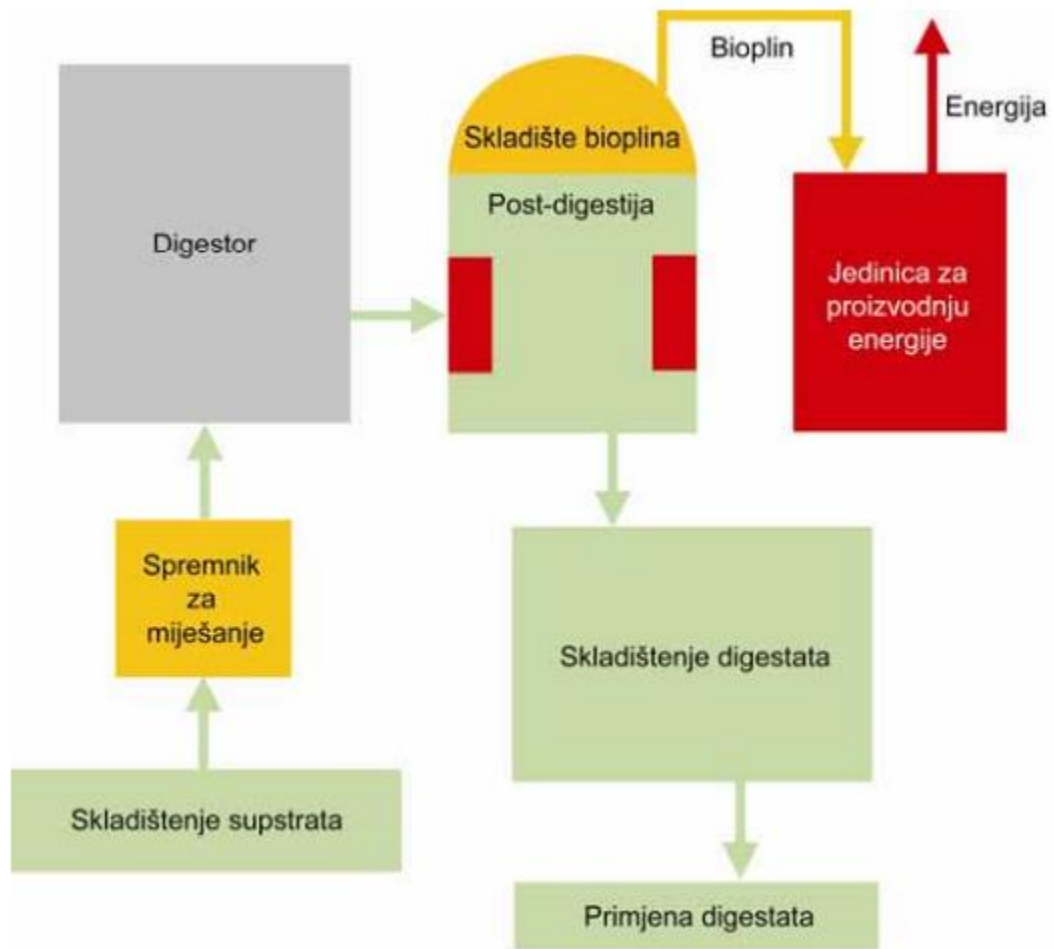 Bioplin
Energija
Skladište bioplina
Post-digestija
Digestor
Jedinica za
proizvodnju
energije
Spremnik
za
miješanje
Skladištenje digestata
Skladištenje supstrata
Primjena digestata